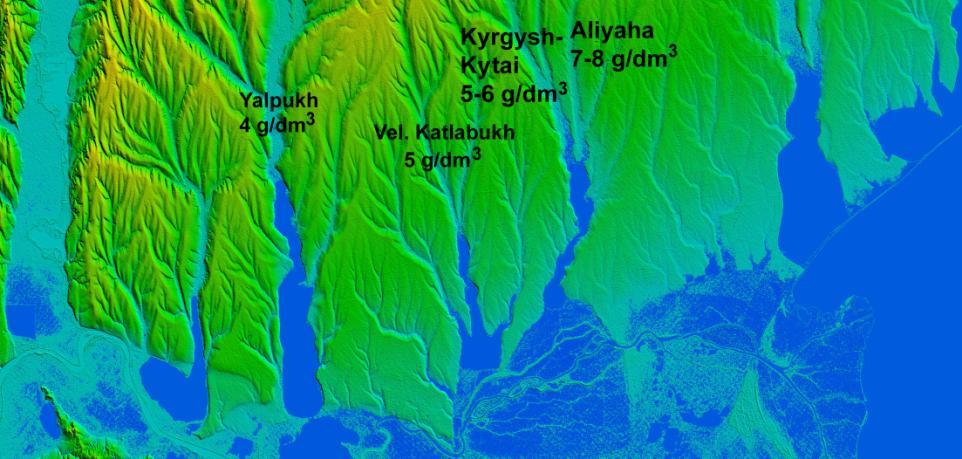 Kyrgysh-
Kytai
5-6 g/dm³
Aliyaha
7-8 g/dm³
Yalpukh
4 g/dm³
Vel. Katlabukh
5 g/dm³